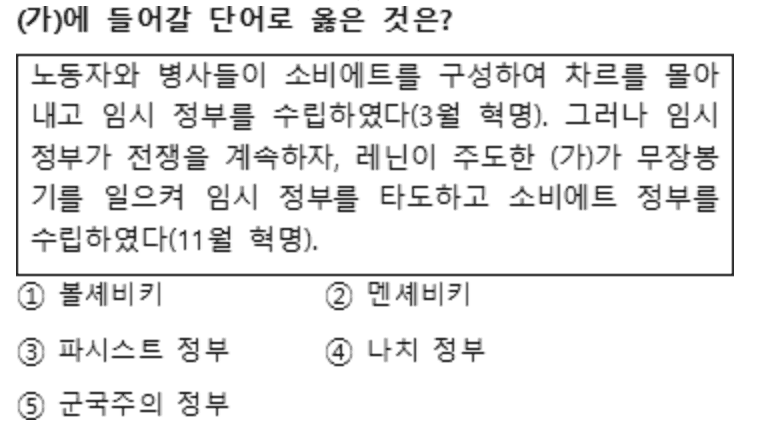 (가)에 들어갈 단어로 옳은 것은?
노동자와 병사들이 소비에트를 구성하여 차르를 몰아
내고 임시 정부를 수립하였다(3월 혁명). 그러나 임시
정부가 전쟁을 계속하자, 레닌이 주도한 (가)가 무장봉
기를 일으켜 임시 정부를 타도하고 소비에트 정부를
수립하였다(11월 혁명).
① 볼셰비키 ② 멘셰비키
③ 파시스트 정부 ④ 나치 정부
⑤ 군국주의 정부